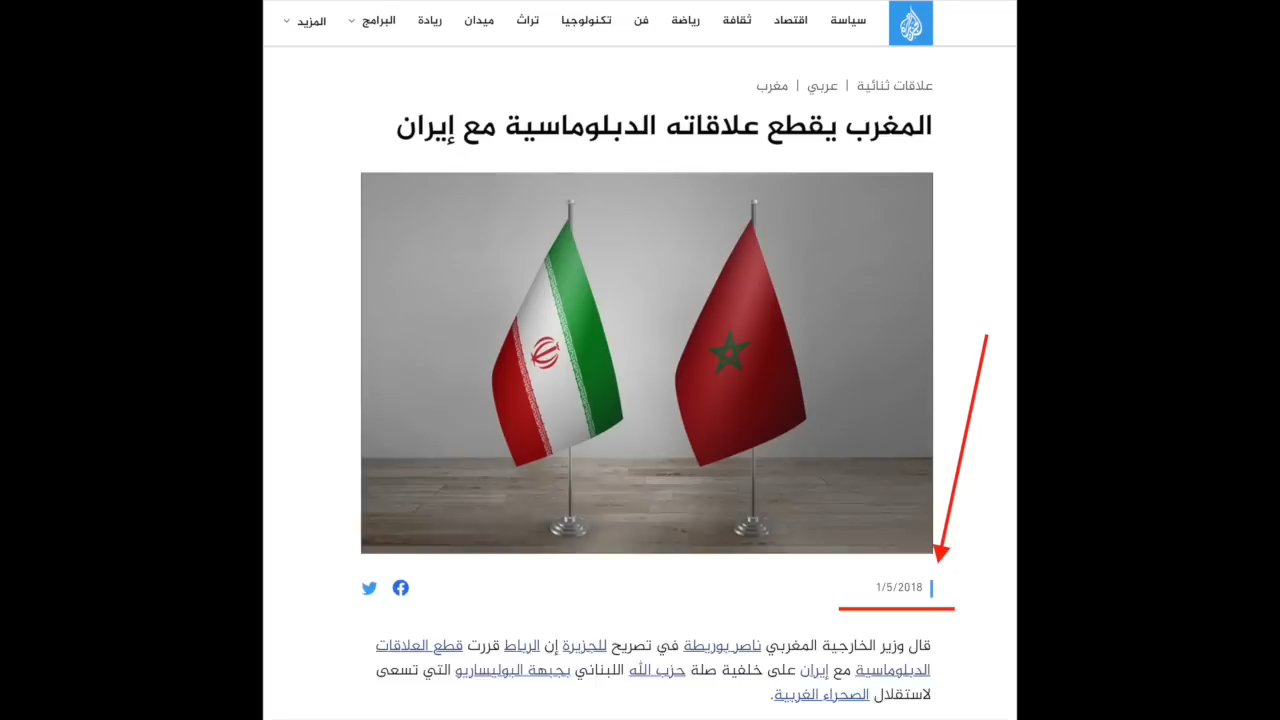 سياسة اقتصاد ثقافة رياضة فن تكنولوجيا تراث ميدان ريادة البرامج المزيد
علاقات ثنائية | عربي | مغرب
المغرب يقطع علاقاته الدبلوماسية مع إيران
1/5/2018
قال وزير الخارجية المغربي ناصر بوريطة في تصريح للجزيرة إن الرباط قررت قطع العلاقات
الدبلوماسية مع إيران على خلفية صلة حزب الله اللبناني بجبهة البوليساريو التي تسعى
لاستقلال الصحراء الغربية.